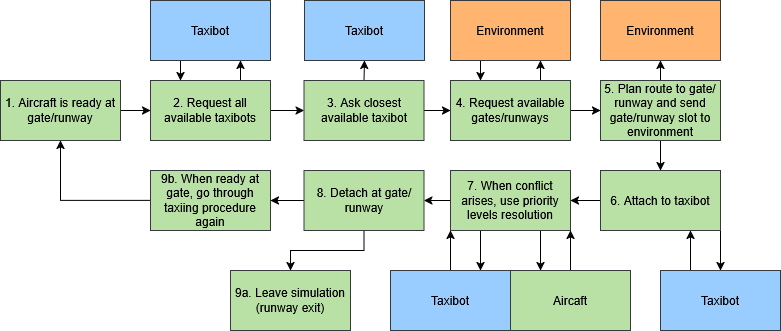 Taxibot
Taxibot
Environment
Environment
1. Aircraft is ready at
gate/runway
2. Request all
available taxibots
3. Ask closest
available taxibot
4. Request available
gates/runways
5. Plan route to gate/
runway and send
gate/runway slot to
environment
9b. When ready at
gate, go through
taxiing procedure
again
8. Detach at gate/
runway
7. When conflict
arises, use priority
levels resolution
6. Attach to taxibot
9a. Leave simulation
(runway exit)
Taxibot
Aircaft
Taxibot